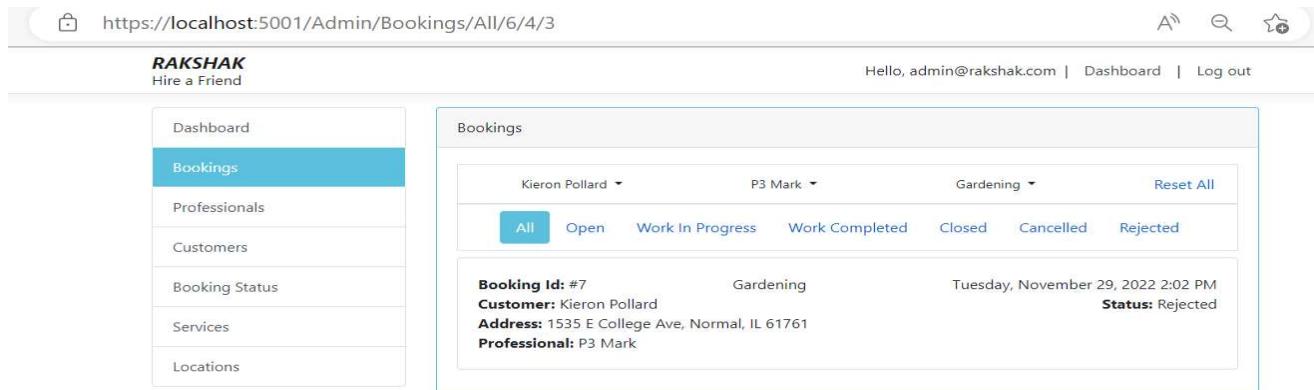 https://localhost:5001/Admin/Bookings/All/6/4/3
RAKSHAK
Hire a Friend
Hello, admin@rakshak.com | Dashboard | Log out
Dashboard
Bookings
Professionals
Customers
Booking Status
Services
Locations
Bookings
Kieron Pollard P3 Mark Gardening Reset All
All Open Work In Progress Work Completed Closed Cancelled Rejected
Booking Id: #7 Gardening Tuesday, November 29, 2022 2:02 PM
Customer: Kieron Pollard Status: Rejected
Address: 1535 E College Ave, Normal, IL 61761
Professional: P3 Mark